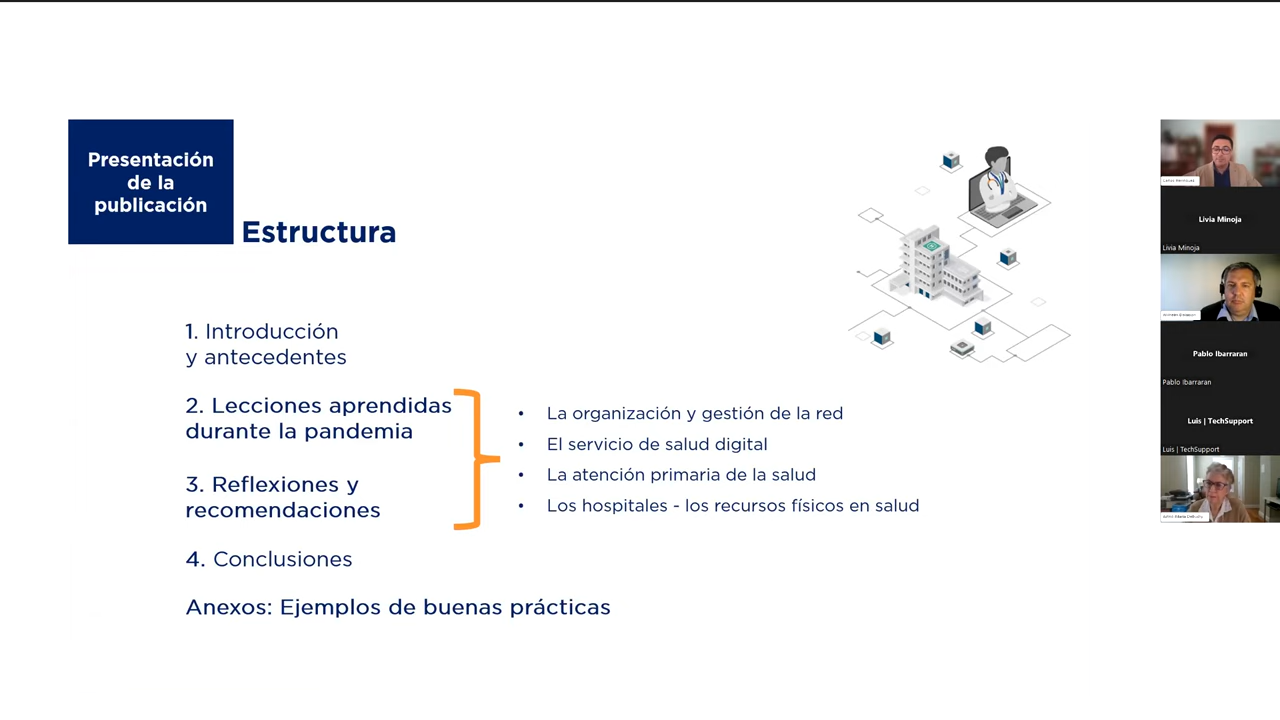 Presentación
de la
publicación
Estructura
1. Introducción
y antecedentes
2. Lecciones aprendidas
durante la pandemia
3. Reflexiones y
recomendaciones
4. Conclusiones
Anexos: Ejemplos de buenas prácticas
• La organización y gestión de la red
• El servicio de salud digital
• La atención primaria de la salud
• Los hospitales - los recursos físicos en salud
Livia Minoja
Livia Minoja
Pablo Ibarraran
Pablo Ibarraran
Luis | TechSupport
Luis | TechSupport